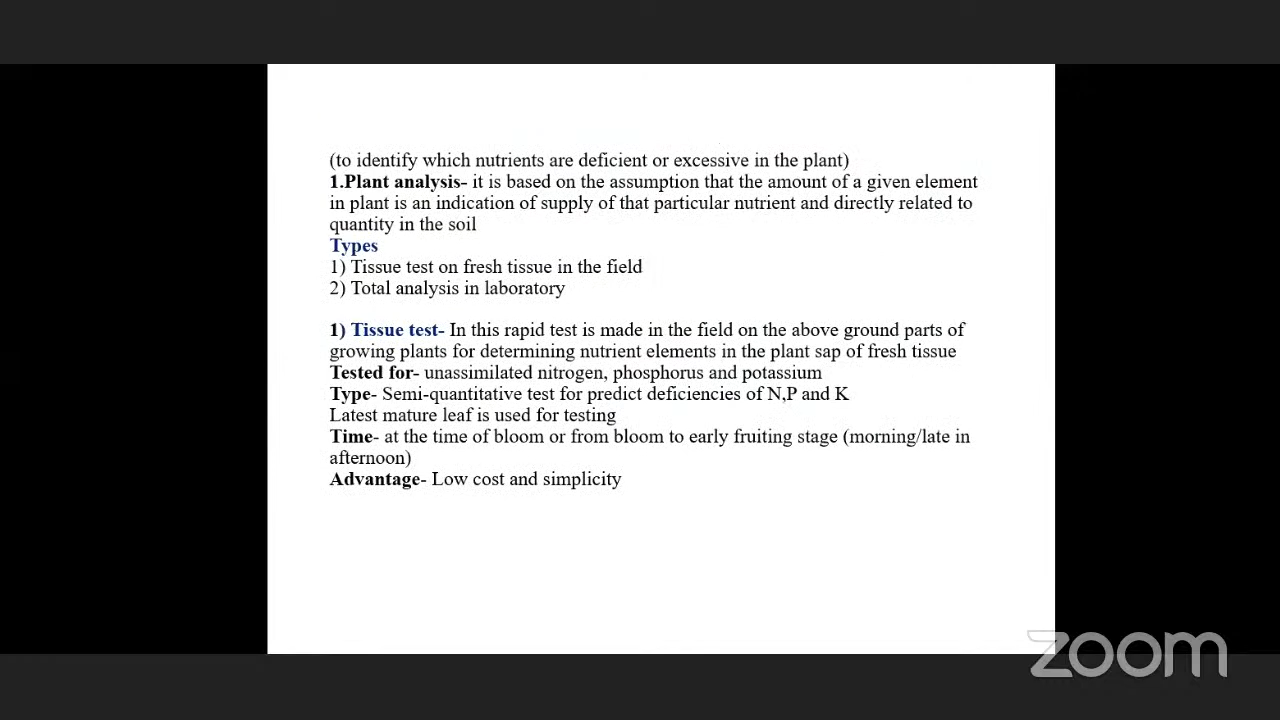 (to identify which nutrients are deficient or excessive in the plant)
1.Plant analysis- it is based on the assumption that the amount of a given element
in plant is an indication of supply of that particular nutrient and directly related to
quantity in the soil
Types
1) Tissue test on fresh tissue in the field
2) Total analysis in laboratory
1) Tissue test- In this rapid test is made in the field on the above ground parts of
growing plants for determining nutrient elements in the plant sap of fresh tissue
Tested for- unassimilated nitrogen, phosphorus and potassium
Type- Semi-quantitative test for predict deficiencies of N,P and K
Latest mature leaf is used for testing
Time- at the time of bloom or from bloom to early fruiting stage (morning/late in
afternoon)
Advantage- Low cost and simplicity
zoom